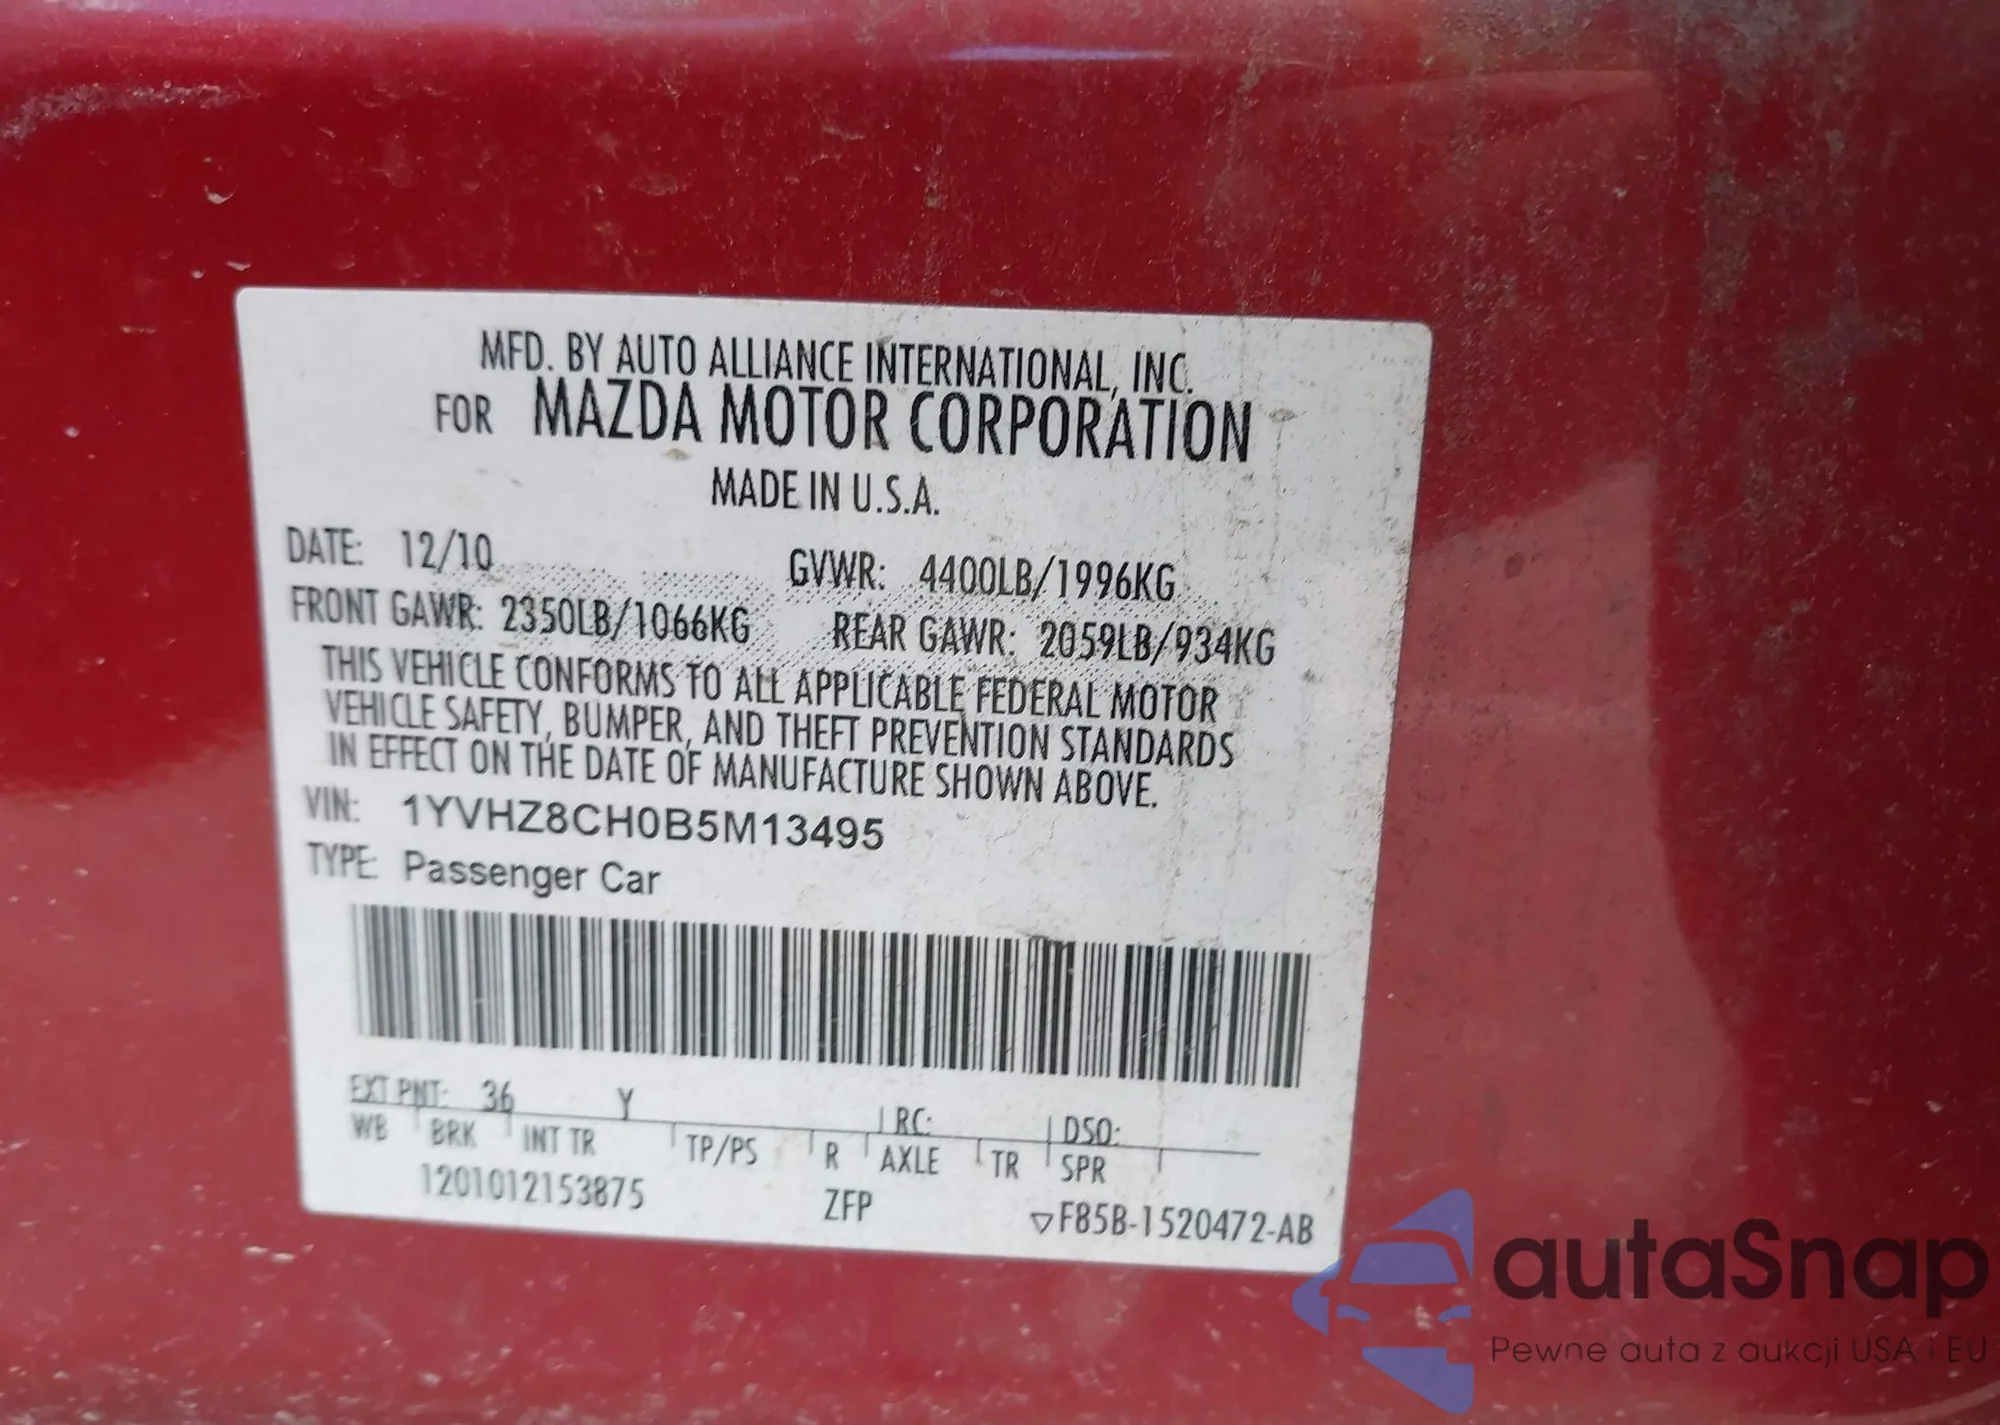 MFD. BY AUTO ALLIANCE INTERNATIONAL, INC.
FOR MAZDA MOTOR CORPORATION
MADE IN U.S.A.
DATE: 12/10 GVWR: 4400LB/1996KG
FRONT GAWR: 2350LB/1066KG REAR GAWR: 2059LB/934KG
THIS VEHICLE CONFORMS TO ALL APPLICABLE FEDERAL MOTOR
VEHICLE SAFETY, BUMPER, AND THEFT PREVENTION STANDARDS
IN EFFECT ON THE DATE OF MANUFACTURE SHOWN ABOVE.
VIN: 1YVHZ8CH0B5M13495
TYPE: Passenger Car
EXT PNT: 36 Y RC: DSO:
WB BRK INT TR TP/PS R AXLE TR SPR
1201012153875 ZFP ▽F85B-1520472-AB
autaSnap
Pewne auta z aukcji USA i EU